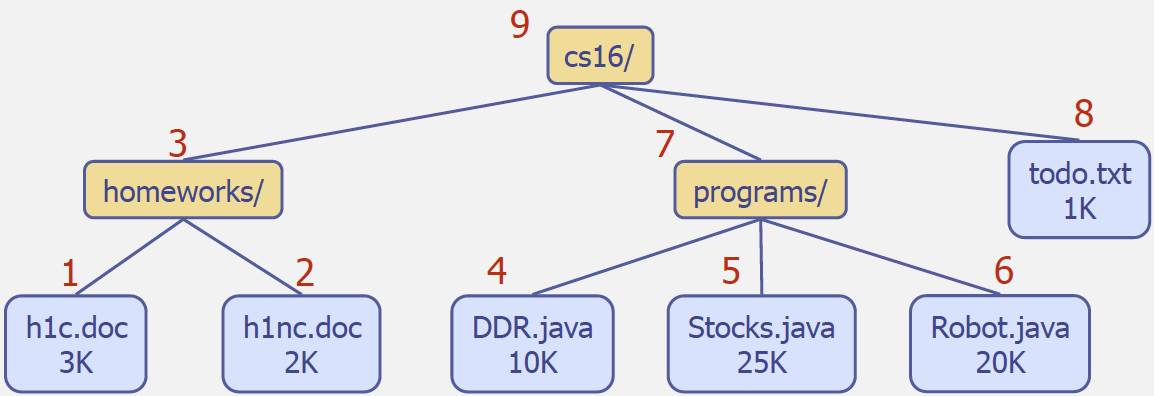 9
cs16/
3
7
8
homeworks/
programs/
todo.txt
1K
1
2
4
5
6
h1c.doc
3K
h1nc.doc
2K
DDR.java
10K
Stocks.java
25K
Robot.java
20K